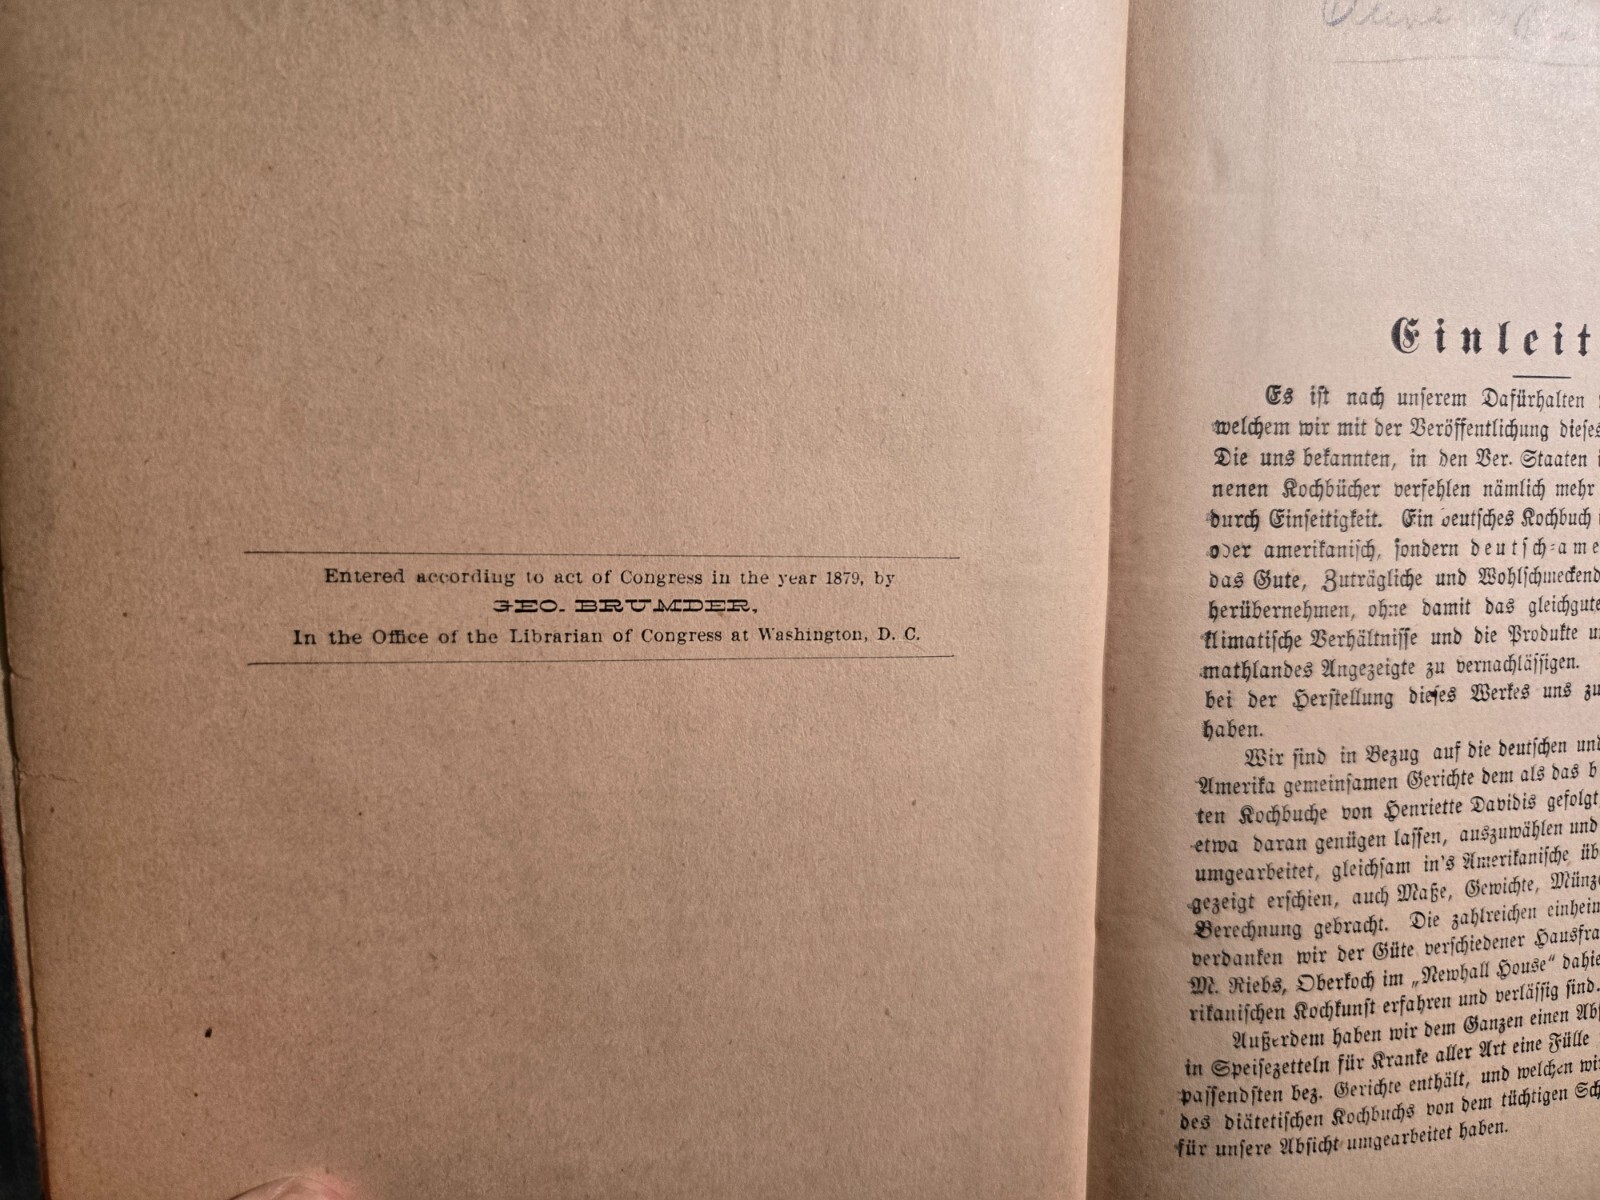 Entered according to act of Congress in the year 1879, by
GEO. BRUMDER,
In the Office of the Librarian of Congress at Washington, D. C.
Einleit
Es ist nach unserem Dafürhalten
welchem wir mit der Veröffentlichung dieses
Die uns bekannten, in den Ver. Staaten
nenen Kochbücher verfehlen nämlich mehr
durch Einseitigkeit. Ein deutsches Kochbuch
oder amerikanisch, sondern deutsch-ame
das Gute, Zuträgliche und Wohlschmeckend
herübernehmen, ohne damit das gleichgute
klimatische Verhältnisse und die Produkte u
mathlandes Angezeigte zu vernachlässigen.
bei der Herstellung dieses Werkes uns zu
haben.
Wir sind in Bezug auf die deutschen und
Amerika gemeinsamen Gerichte dem als das b
ten Kochbuche von Henriette Davidis gefolgt,
etwa daran genügen lassen, auszuwählen und
umgearbeitet, gleichsam in's Amerikanische üb
gezeigt erschien, auch Maße, Gewichte, Münze
Berechnung gebracht. Die zahlreichen einheim
verdanken wir der Güte verschiedener Hausfra
M. Riebs, Oberkoch im „Newhall House“ dahie
rikanischen Kochkunst erfahren und verlässig sind.
Außerdem haben wir dem Ganzen einen Abs
in Speisezetteln für Kranke aller Art eine Fülle
passendsten bez. Gerichte enthält, und welchen wi
des diätetischen Kochbuchs von dem tüchtigen Sch
für unsere Absicht umgearbeitet haben.